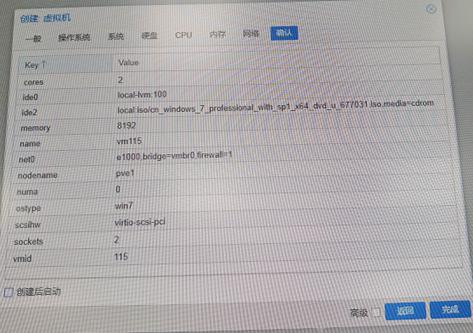 创建: 虚拟机
一般 操作系统 系统 硬盘 CPU 内存 网络 确认
Key ↑ Value
cores 2
ide0 local-lvm:100
ide2 local:iso/cn_windows_7_professional_with_sp1_x64_dvd_u_677031.iso,media=cdrom
memory 8192
name vm115
net0 e1000,bridge=vmbr0,firewall=1
nodename pve1
numa 0
ostype win7
scsihw virtio-scsi-pci
sockets 2
vmid 115
创建后启动
高级 返回 完成